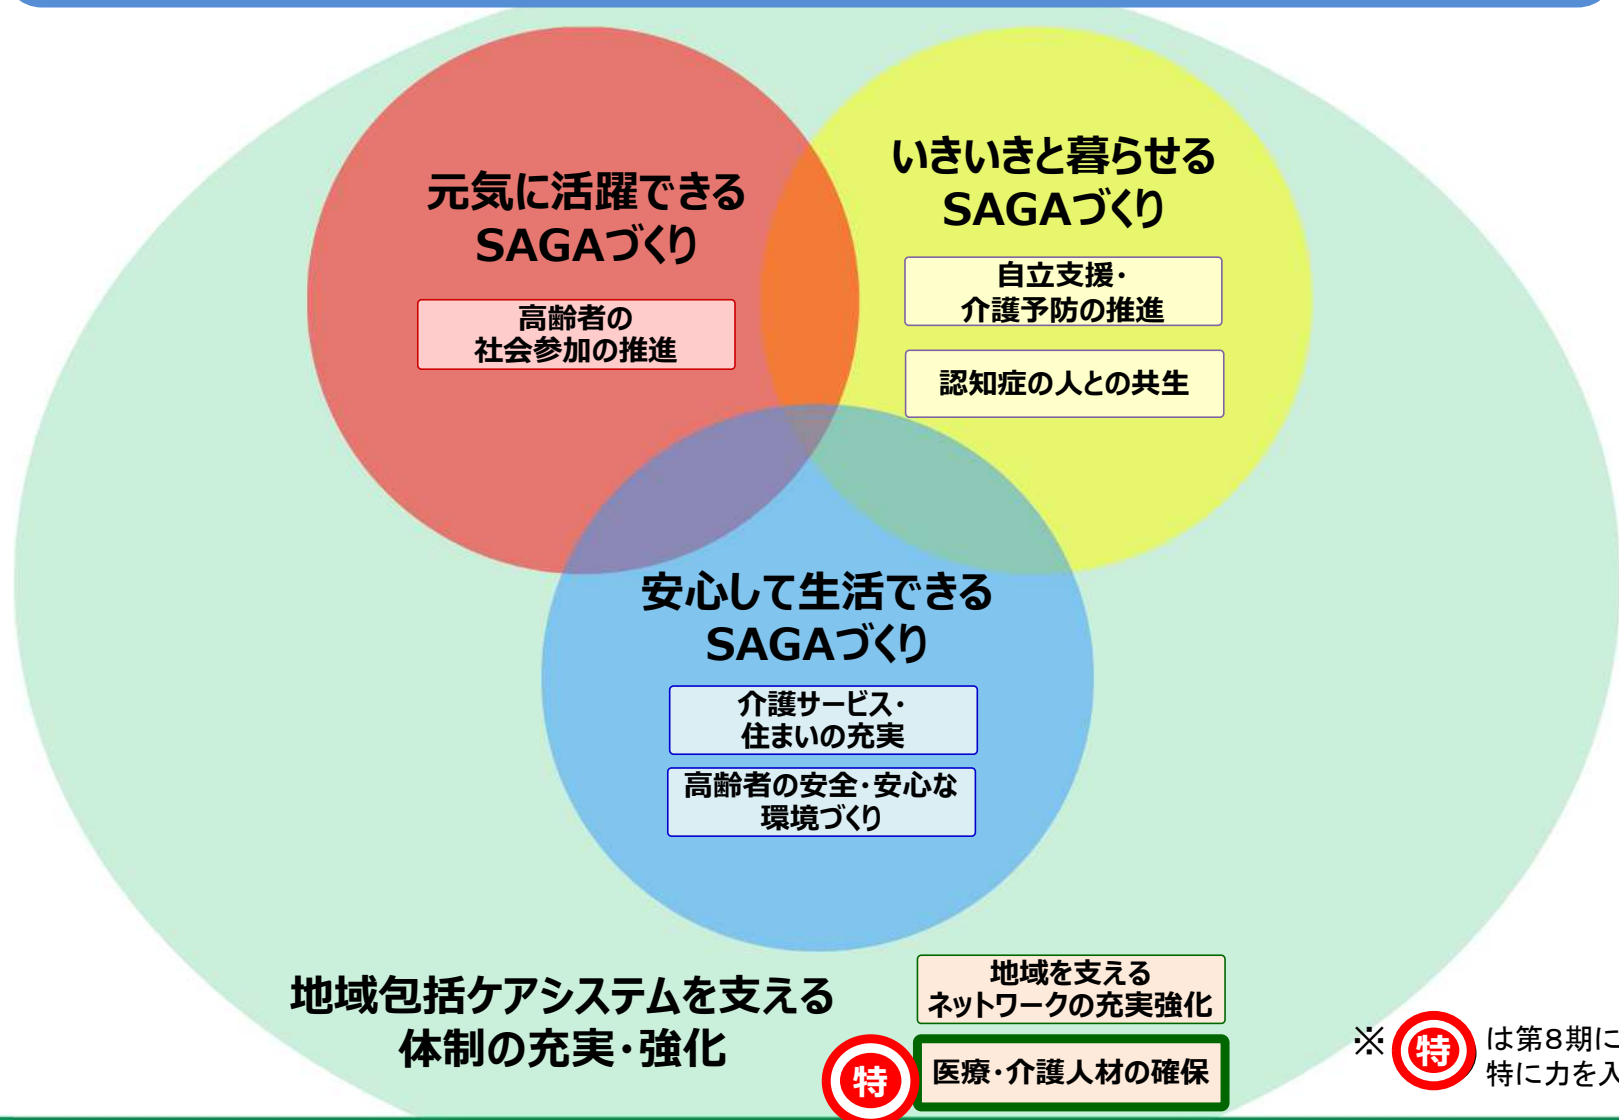 元気に活躍できる
SAGAづくり
高齢者の
社会参加の推進
いきいきと暮らせる
SAGAづくり
自立支援・
介護予防の推進
認知症の人との共生
安心して生活できる
SAGAづくり
介護サービス・
住まいの充実
高齢者の安全・安心な
環境づくり
地域包括ケアシステムを支える
体制の充実・強化
地域を支える
ネットワークの充実強化
特
医療・介護人材の確保
※
特
は第8期に
特に力を入